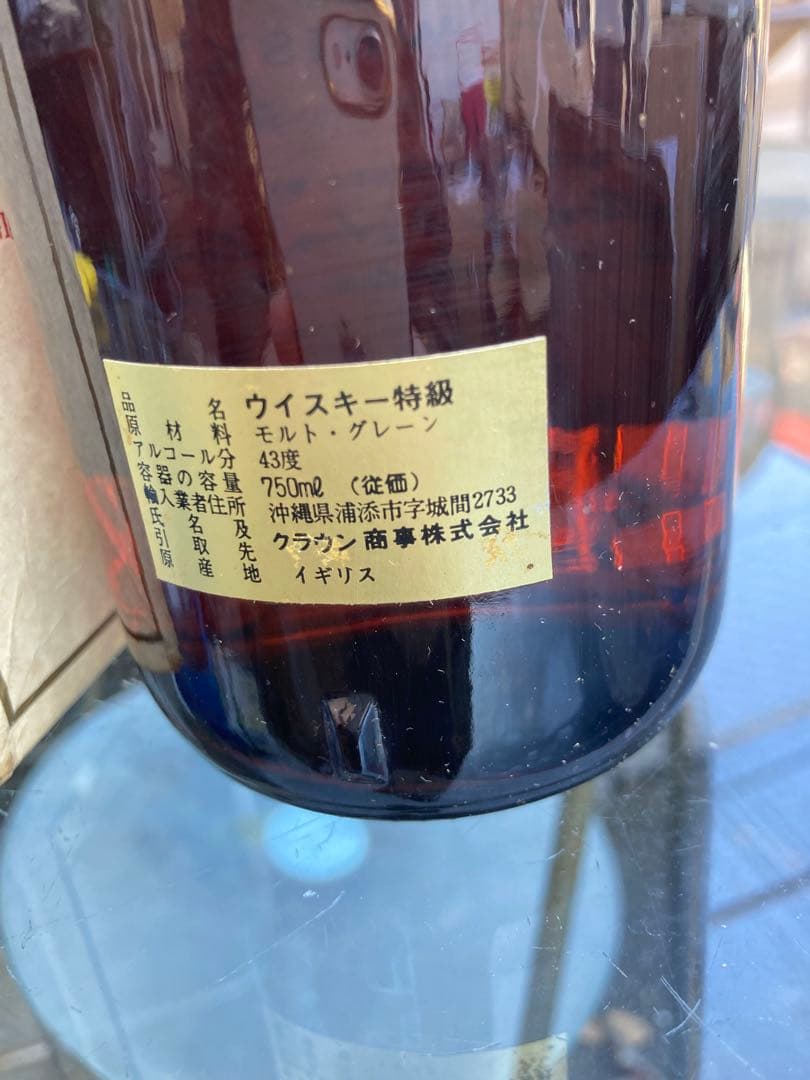 品名 ウイスキー特級
原材料 モルト・グレーン
アルコール分 43度
容器の容量 750ml (従価)
輸入業者住所 沖縄県浦添市字城間2733
氏名及 クラウン商事株式会社
引取先
原産地 イギリス